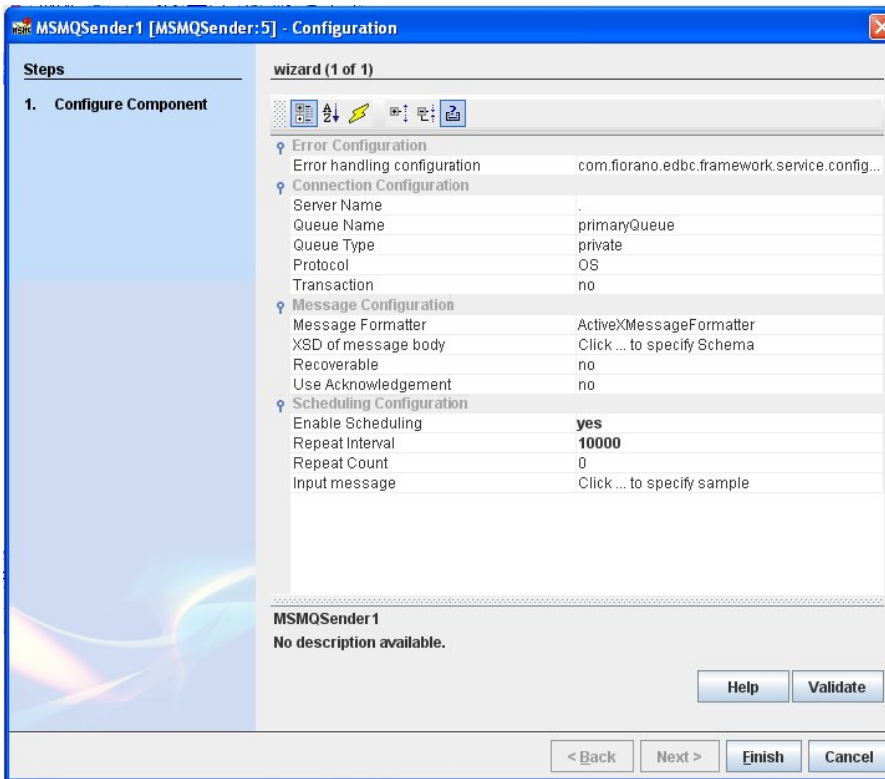 MSMQSender1 [MSMQSender:5] - Configuration
Steps
1. Configure Component
wizard (1 of 1)
Error Configuration
Error handling configuration com.fiorano.edbc.framework.service.config...
Connection Configuration
Server Name .
Queue Name primaryQueue
Queue Type private
Protocol OS
Transaction no
Message Configuration
Message Formatter ActiveXMessageFormatter
XSD of message body Click ... to specify Schema
Recoverable no
Use Acknowledgement no
Scheduling Configuration
Enable Scheduling yes
Repeat Interval 10000
Repeat Count 0
Input message Click ... to specify sample
MSMQSender1
No description available.
Help Validate
< Back Next > Finish Cancel